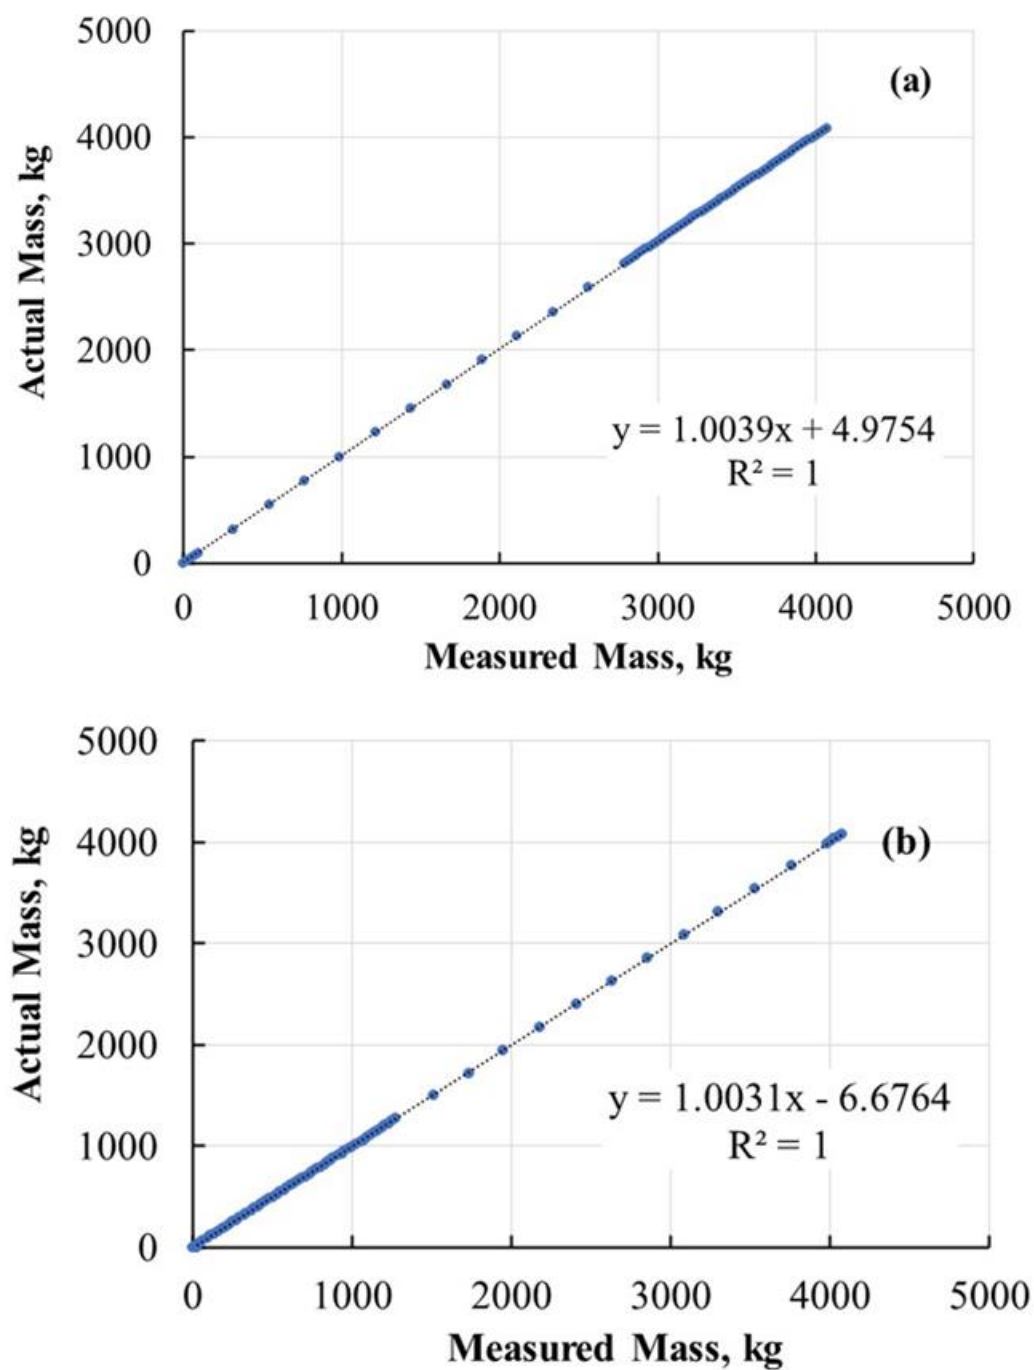 5000
(a)
4000
3000
2000
1000
0
Actual Mass, kg
y = 1.0039x + 4.9754
R² = 1
0 1000 2000 3000 4000 5000
Measured Mass, kg
5000
4000
(b)
3000
2000
1000
0
Actual Mass, kg
y = 1.0031x - 6.6764
R² = 1
0 1000 2000 3000 4000 5000
Measured Mass, kg